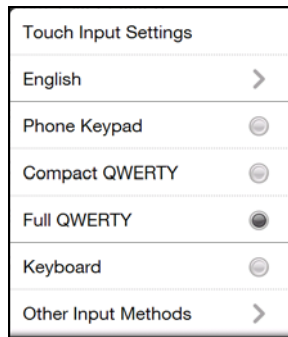 Touch Input Settings
English
Phone Keypad
Compact QWERTY
Full QWERTY
Keyboard
Other Input Methods